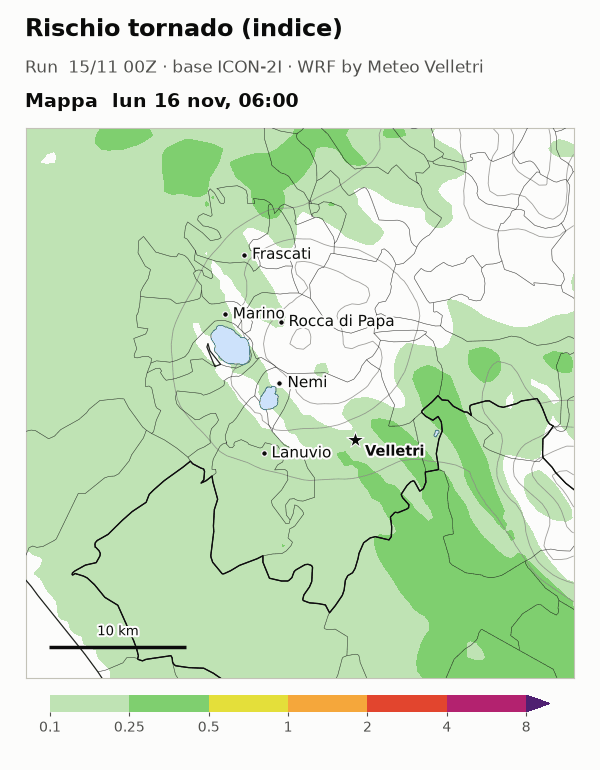 Rischio tornado (indice)
Run  15/11 00Z · base ICON-2I · WRF by Meteo Velletri
Mappa  lun 16 nov, 06:00
Frascati
Marino
Rocca di Papa
Nemi
Velletri
Lanuvio
10 km
0.1 0.25 0.5 1 2 4 8